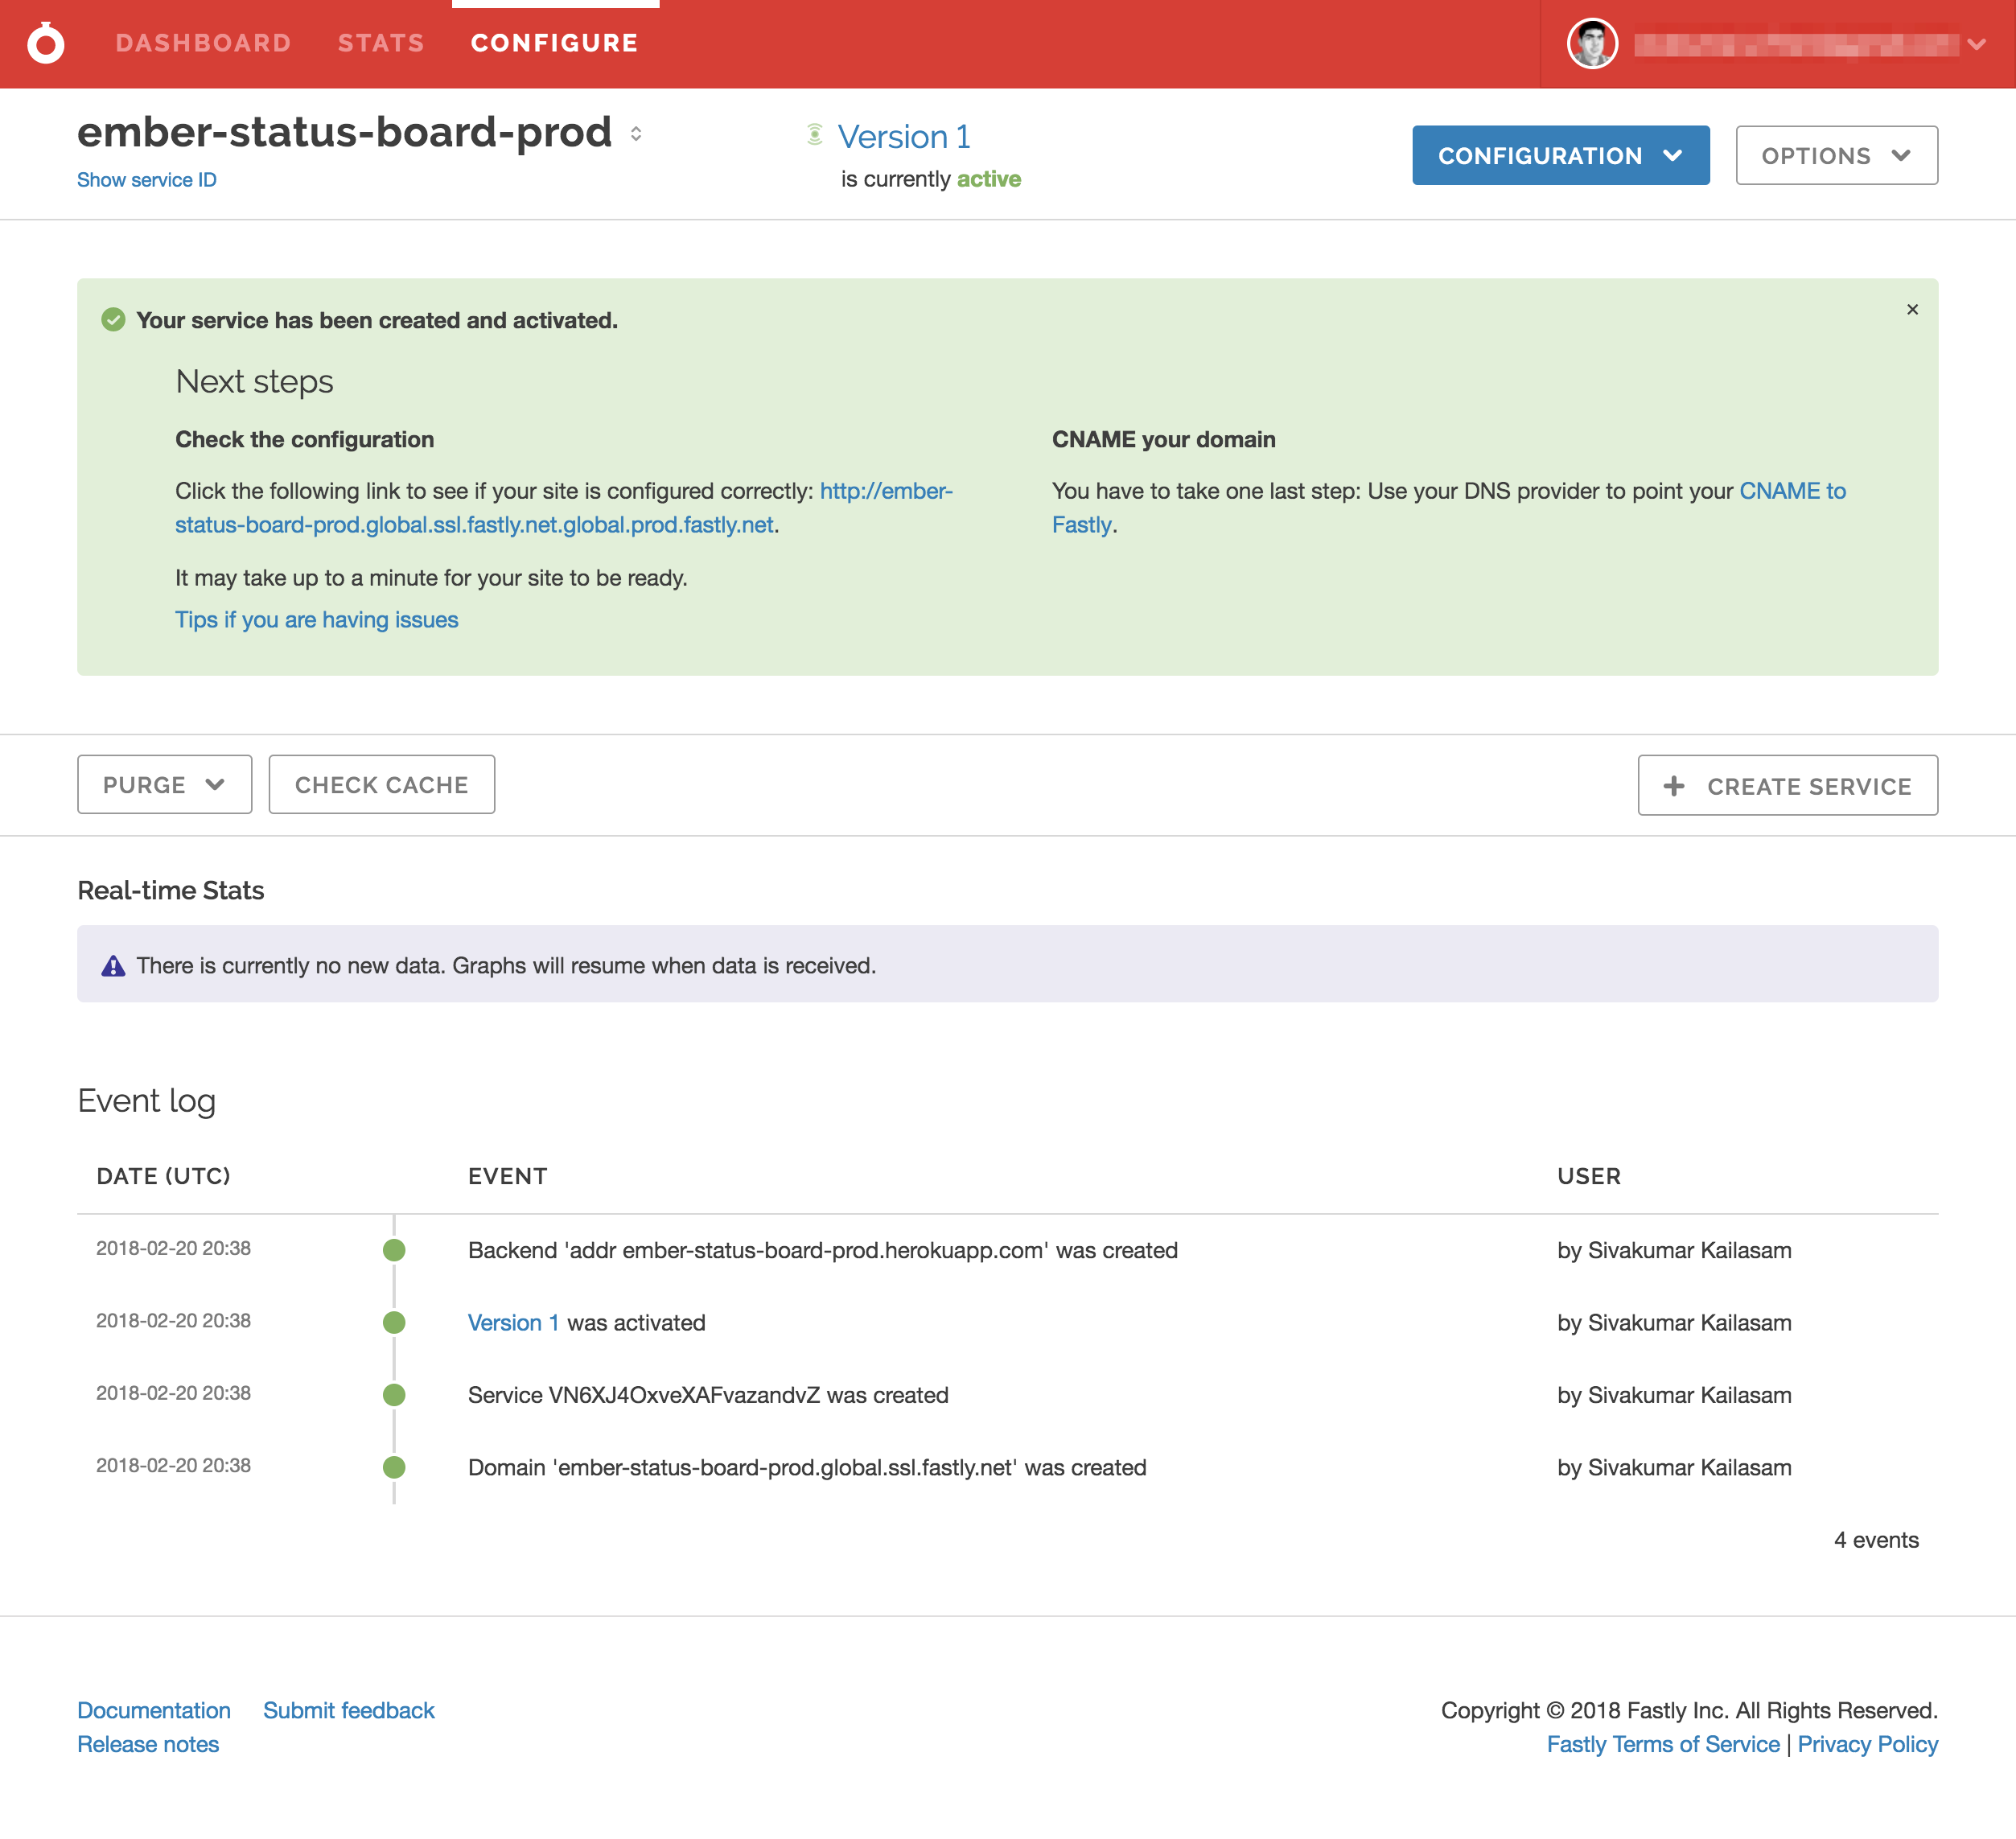 DASHBOARD STATS CONFIGURE
ember-status-board-prod
Show service ID
Version 1
is currently active
CONFIGURATION
OPTIONS
Your service has been created and activated.
×
Next steps
Check the configuration
Click the following link to see if your site is configured correctly: http://ember-
status-board-prod.global.ssl.fastly.net.global.prod.fastly.net.
It may take up to a minute for your site to be ready.
Tips if you are having issues
CNAME your domain
You have to take one last step: Use your DNS provider to point your CNAME to
Fastly.
PURGE
CHECK CACHE
+ CREATE SERVICE
Real-time Stats
There is currently no new data. Graphs will resume when data is received.
Event log
DATE (UTC) EVENT USER
2018-02-20 20:38 Backend 'addr ember-status-board-prod.herokuapp.com' was created by Sivakumar Kailasam
2018-02-20 20:38 Version 1 was activated by Sivakumar Kailasam
2018-02-20 20:38 Service VN6XJ4OxveXAFvazandvZ was created by Sivakumar Kailasam
2018-02-20 20:38 Domain 'ember-status-board-prod.global.ssl.fastly.net' was created by Sivakumar Kailasam
4 events
Documentation Submit feedback
Release notes
Copyright © 2018 Fastly Inc. All Rights Reserved.
Fastly Terms of Service | Privacy Policy